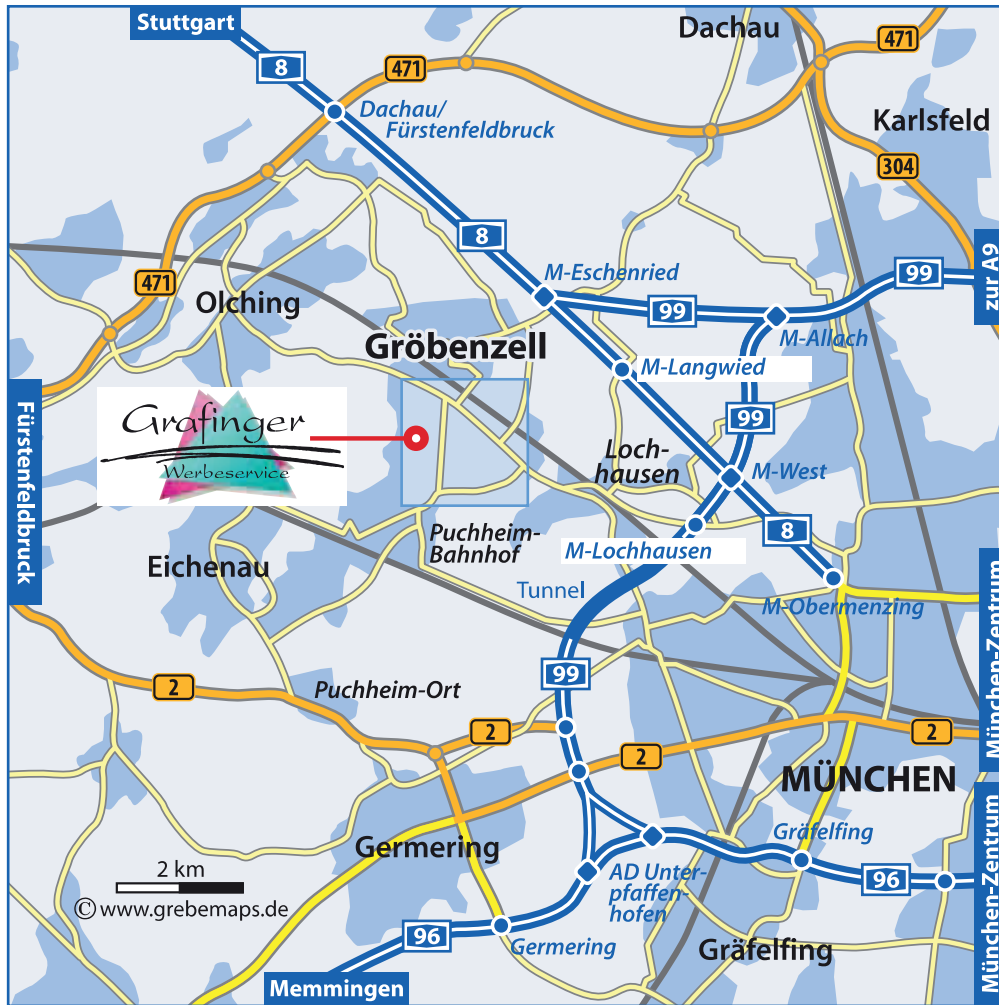 Stuttgart
Dachau
471
8
471
Dachau/
Fürstenfeldbruck
Karlsfeld
304
8
zur A9
99
M-Eschenried
471
Olching
99
M-Allach
Gröbenzell
M-Langwied
Fürstenfeldbruck
Grafinger
Werbeservice
99
Loch-
hausen
M-West
8
Puchheim-
Bahnhof
M-Lochhausen
Eichenau
Tunnel
M-Obermenzing
München-Zentrum
99
2
Puchheim-Ort
2
2
2
MÜNCHEN
Germering
Gräfelfing
2 km
AD Unter-
pfaffen-
hofen
96
München-Zentrum
© www.grebemaps.de
96
Germering
Gräfelfing
Memmingen